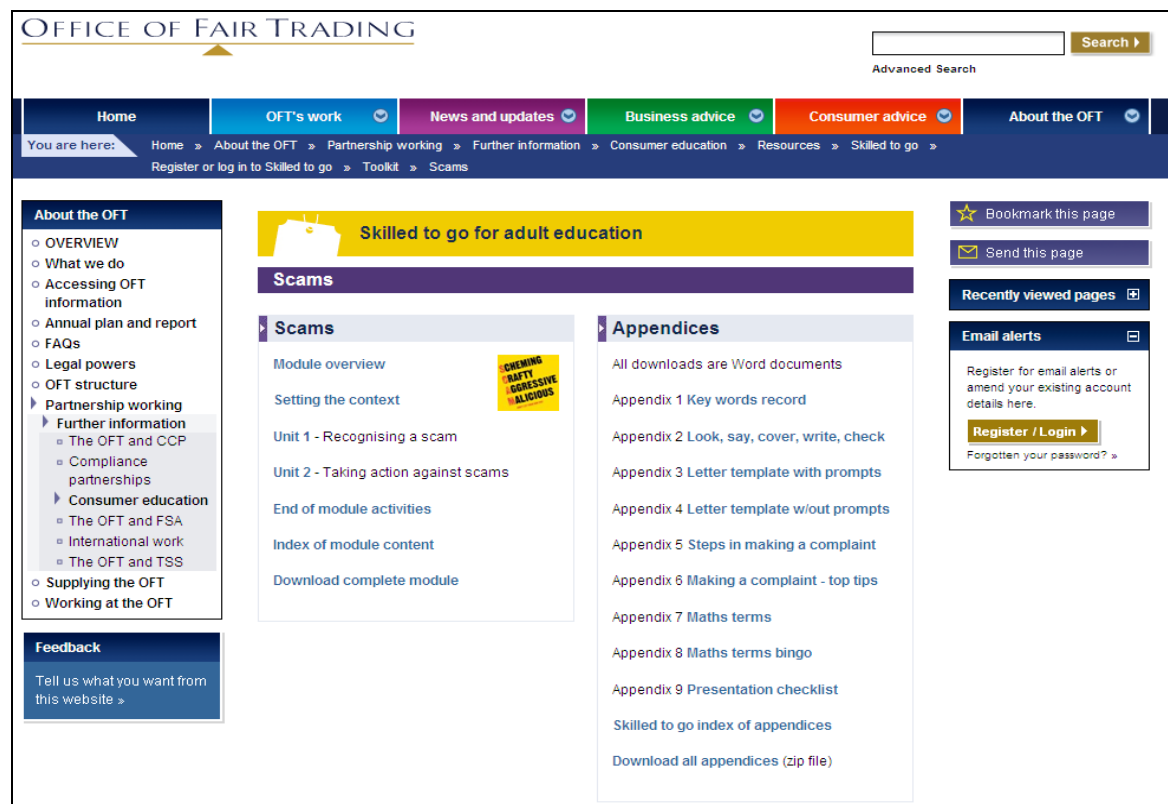 OFFICE OF FAIR TRADING
Search
Advanced Search
Home
OFT's work
News and updates
Business advice
Consumer advice
About the OFT
You are here:
Home » About the OFT » Partnership working » Further information » Consumer education » Resources » Skilled to go »
Register or log in to Skilled to go » Toolkit » Scams
About the OFT
OVERVIEW
What we do
Accessing OFT
information
Annual plan and report
FAQs
Legal powers
OFT structure
Partnership working
Further information
The OFT and CCP
Compliance
partnerships
Consumer education
The OFT and FSA
International work
The OFT and TSS
Supplying the OFT
Working at the OFT
Feedback
Tell us what you want from
this website »
Skilled to go for adult education
Scams
Scams
Module overview
Setting the context
Unit 1 - Recognising a scam
Unit 2 - Taking action against scams
End of module activities
Index of module content
Download complete module
SCHEMING
CRAFTY
AGGRESSIVE
MALICIOUS
Appendices
All downloads are Word documents
Appendix 1 Key words record
Appendix 2 Look, say, cover, write, check
Appendix 3 Letter template with prompts
Appendix 4 Letter template w/out prompts
Appendix 5 Steps in making a complaint
Appendix 6 Making a complaint - top tips
Appendix 7 Maths terms
Appendix 8 Maths terms bingo
Appendix 9 Presentation checklist
Skilled to go index of appendices
Download all appendices (zip file)
Bookmark this page
Send this page
Recently viewed pages
Email alerts
Register for email alerts or
amend your existing account
details here.
Register / Login
Forgotten your password? »